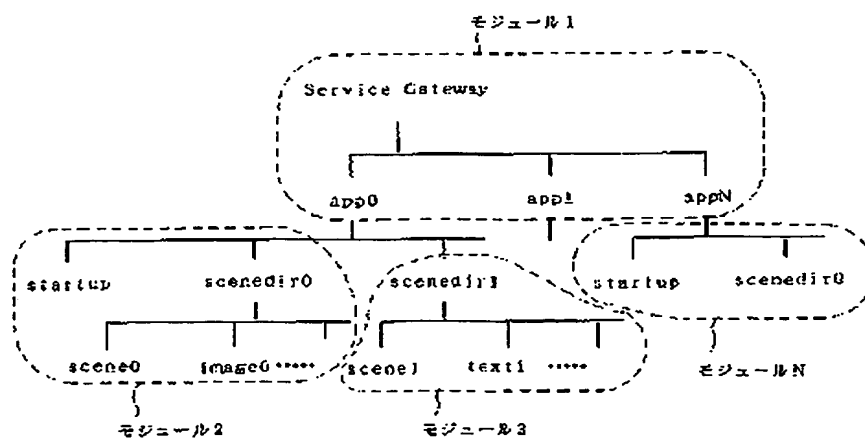 モジュール1
Service Gateway
app0 app1 appN
startup scenedir0 scenedir1 startup scenedir0
scene0 image0 ····· scene1 text1 ·····
モジュールN
モジュール2 モジュール3